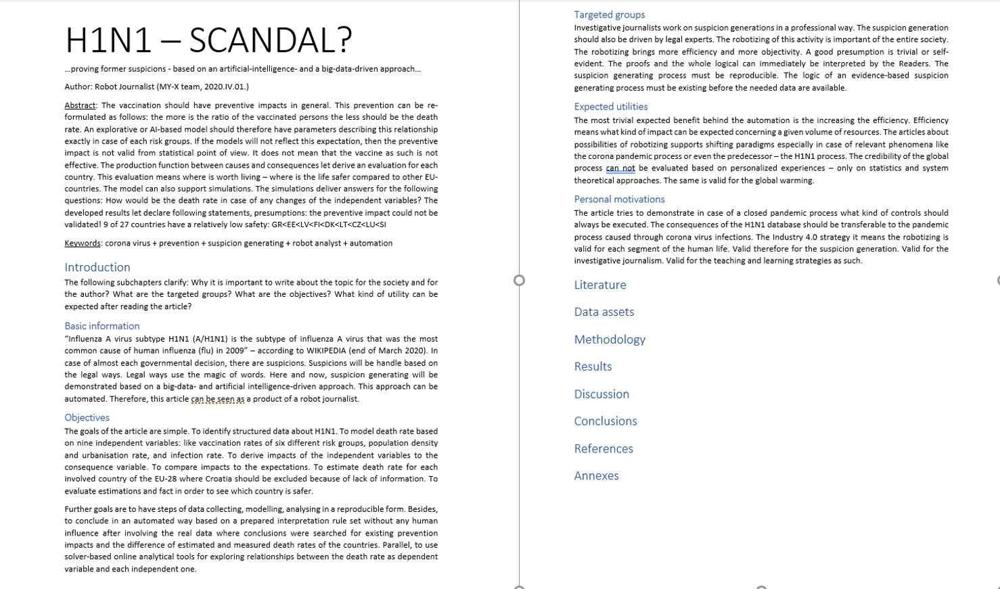 H1N1 – SCANDAL?
…proving former suspicions - based on an artificial-intelligence- and a big-data-driven approach…
Author: Robot Journalist (MY-X team, 2020.IV.01.)
Abstract: The vaccination should have preventive impacts in general. This prevention can be re-
formulated as follows: the more is the ratio of the vaccinated persons the less should be the death
rate. An explorative or AI-based model should therefore have parameters describing this relationship
exactly in case of each risk groups. If the models will not reflect this expectation, then the preventive
impact is not valid from statistical point of view. It does not mean that the vaccine as such is not
effective. The production function between causes and consequences let derive an evaluation for each
country. This evaluation means where is worth living – where is the life safer compared to other EU-
countries. The model can also support simulations. The simulations deliver answers for the following
questions: How would be the death rate in case of any changes of the independent variables? The
developed results let declare following statements, presumptions: the preventive impact could not be
validated! 9 of 27 countries have a relatively low safety: GR<EE<LV<FI<DK<LT<CZ<LU<SI
Keywords: corona virus + prevention + suspicion generating + robot analyst + automation
Introduction
The following subchapters clarify: Why it is important to write about the topic for the society and for
the author? What are the targeted groups? What are the objectives? What kind of utility can be
expected after reading the article?
Basic information
“Influenza A virus subtype H1N1 (A/H1N1) is the subtype of influenza A virus that was the most
common cause of human influenza (flu) in 2009” – according to WIKIPEDIA (end of March 2020). In
case of almost each governmental decision, there are suspicions. Suspicions will be handle based on
the legal ways. Legal ways use the magic of words. Here and now, suspicion generating will be
demonstrated based on a big-data- and artificial intelligence-driven approach. This approach can be
automated. Therefore, this article can be seen as a product of a robot journalist.
Objectives
The goals of the article are simple. To identify structured data about H1N1. To model death rate based
on nine independent variables: like vaccination rates of six different risk groups, population density
and urbanisation rate, and infection rate. To derive impacts of the independent variables to the
consequence variable. To compare impacts to the expectations. To estimate death rate for each
involved country of the EU-28 where Croatia should be excluded because of lack of information. To
evaluate estimations and fact in order to see which country is safer.
Further goals are to have steps of data collecting, modelling, analysing in a reproducible form. Besides,
to conclude in an automated way based on a prepared interpretation rule set without any human
influence after involving the real data where conclusions were searched for existing prevention
impacts and the difference of estimated and measured death rates of the countries. Parallel, to use
solver-based online analytical tools for exploring relationships between the death rate as dependent
variable and each independent one.
Targeted groups
Investigative journalists work on suspicion generations in a professional way. The suspicion generation
should also be driven by legal experts. The robotizing of this activity is important of the entire society.
The robotizing brings more efficiency and more objectivity. A good presumption is trivial or self-
evident. The proofs and the whole logical can immediately be interpreted by the Readers. The
suspicion generating process must be reproducible. The logic of an evidence-based suspicion
generating process must be existing before the needed data are available.
Expected utilities
The most trivial expected benefit behind the automation is the increasing the efficiency. Efficiency
means what kind of impact can be expected concerning a given volume of resources. The articles about
possibilities of robotizing supports shifting paradigms especially in case of relevant phenomena like
the corona pandemic process or even the predecessor – the H1N1 process. The credibility of the global
process can not be evaluated based on personalized experiences – only on statistics and system
theoretical approaches. The same is valid for the global warming.
Personal motivations
The article tries to demonstrate in case of a closed pandemic process what kind of controls should
always be executed. The consequences of the H1N1 database should be transferable to the pandemic
process caused through corona virus infections. The Industry 4.0 strategy it means the robotizing is
valid for each segment of the human life. Valid therefore for the suspicion generation. Valid for the
investigative journalism. Valid for the teaching and learning strategies as such.
Literature
Data assets
Methodology
Results
Discussion
Conclusions
References
Annexes